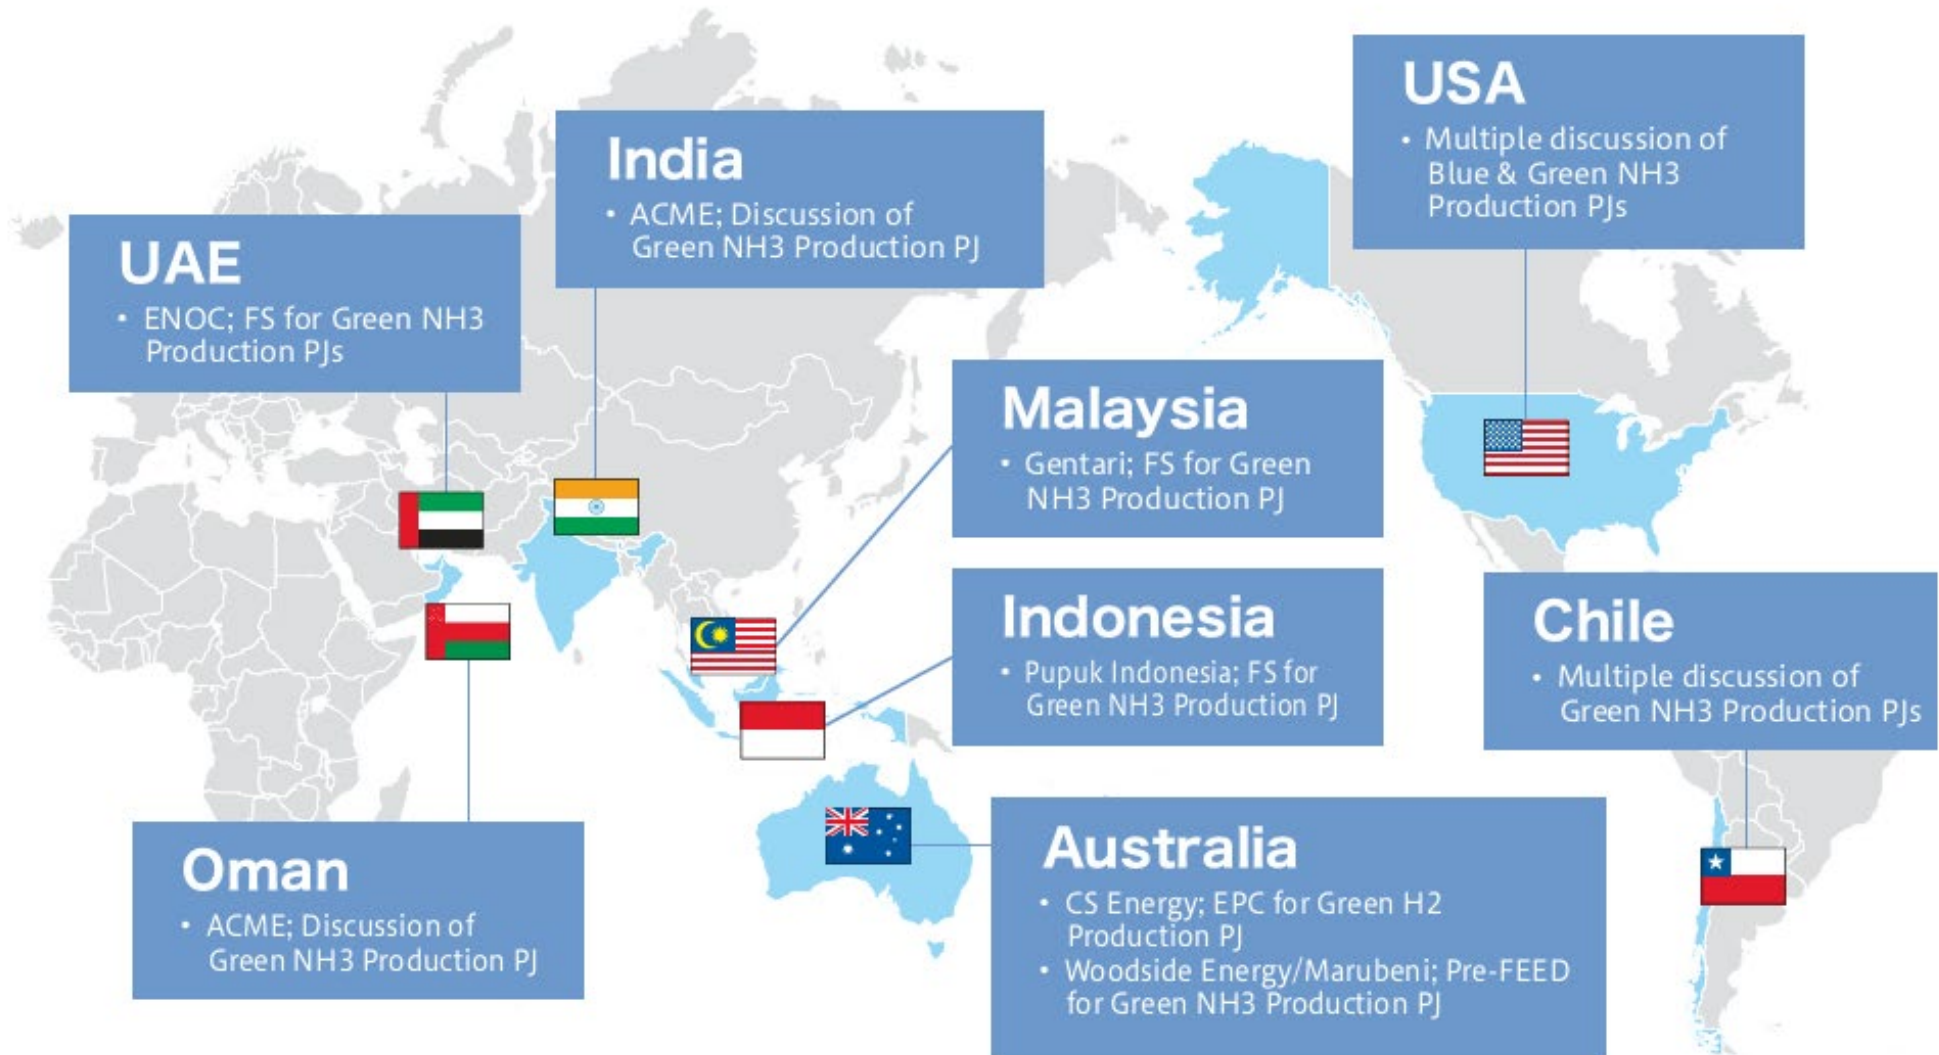 USA
• Multiple discussion of
Blue & Green NH3
Production PJs
India
• ACME; Discussion of
Green NH3 Production PJ
UAE
• ENOC; FS for Green NH3
Production PJs
Malaysia
• Gentari; FS for Green
NH3 Production PJ
Indonesia
• Pupuk Indonesia; FS for
Green NH3 Production PJ
Chile
• Multiple discussion of
Green NH3 Production PJs
Oman
• ACME; Discussion of
Green NH3 Production PJ
Australia
• CS Energy; EPC for Green H2
Production PJ
• Woodside Energy/Marubeni; Pre-FEED
for Green NH3 Production PJ